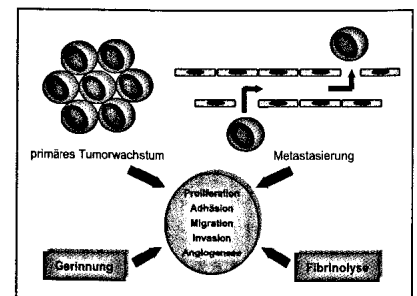 primäres Tumorwachstum
Metastasierung
Proliferation
Adhäsion
Migration
Invasion
Angiogenese
Gerinnung
Fibrinolyse